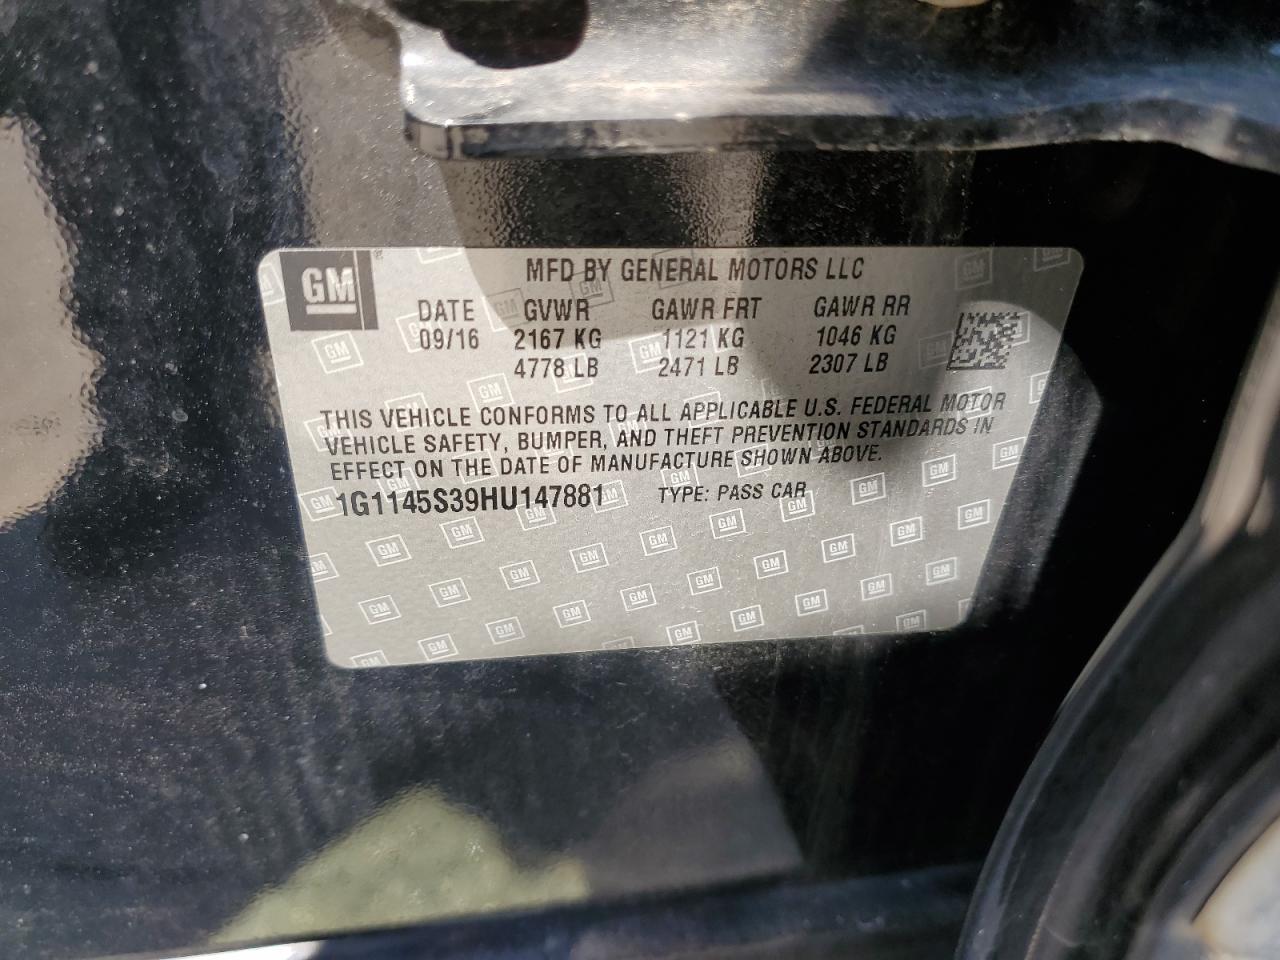 GM
MFD BY GENERAL MOTORS LLC
DATE GVWR GAWR FRT GAWR RR
09/16 2167 KG 1121 KG 1046 KG
4778 LB 2471 LB 2307 LB
THIS VEHICLE CONFORMS TO ALL APPLICABLE U.S. FEDERAL MOTOR
VEHICLE SAFETY, BUMPER, AND THEFT PREVENTION STANDARDS IN
EFFECT ON THE DATE OF MANUFACTURE SHOWN ABOVE.
1G1145S39HU147881 TYPE: PASS CAR